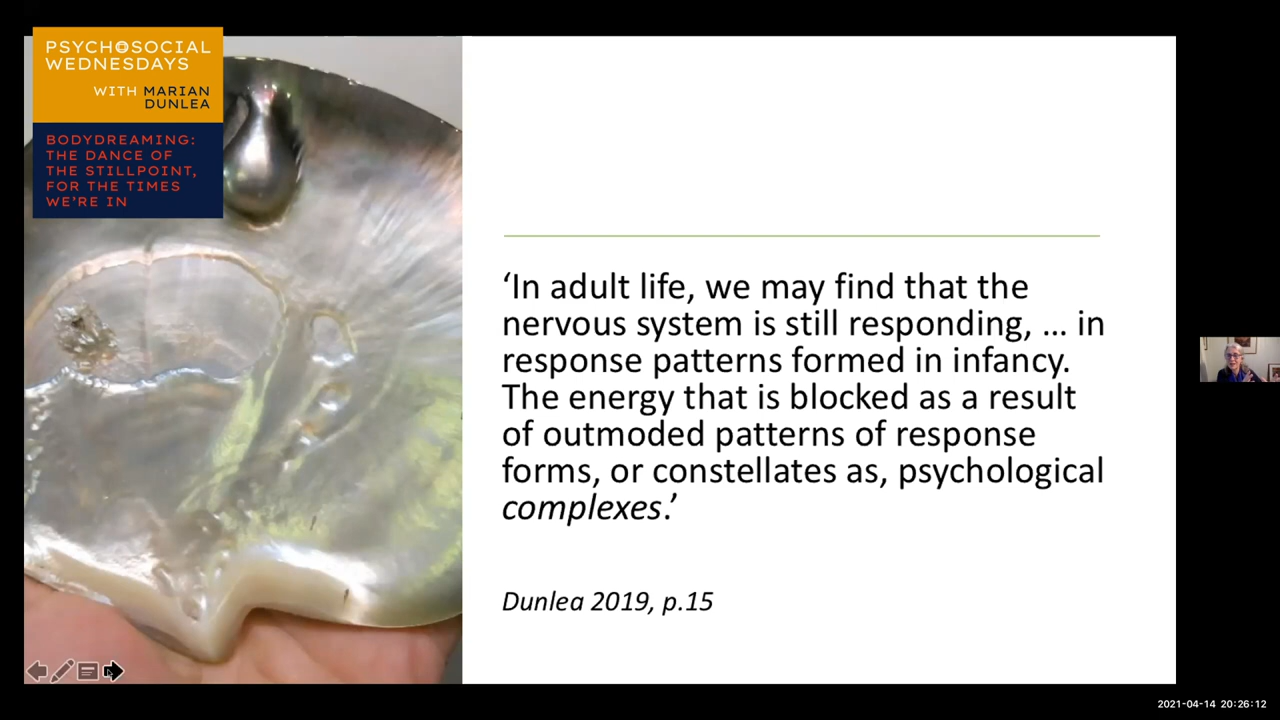 PSYCHOSOCIAL
WEDNESDAYS
WITH MARIAN
DUNLEA
BODYDREAMING:
THE DANCE OF
THE STILLPOINT,
FOR THE TIMES
WE'RE IN
‘In adult life, we may find that the
nervous system is still responding, ... in
response patterns formed in infancy.
The energy that is blocked as a result
of outmoded patterns of response
forms, or constellates as, psychological
complexes.’
Dunlea 2019, p.15
2021-04-14 20:26:12